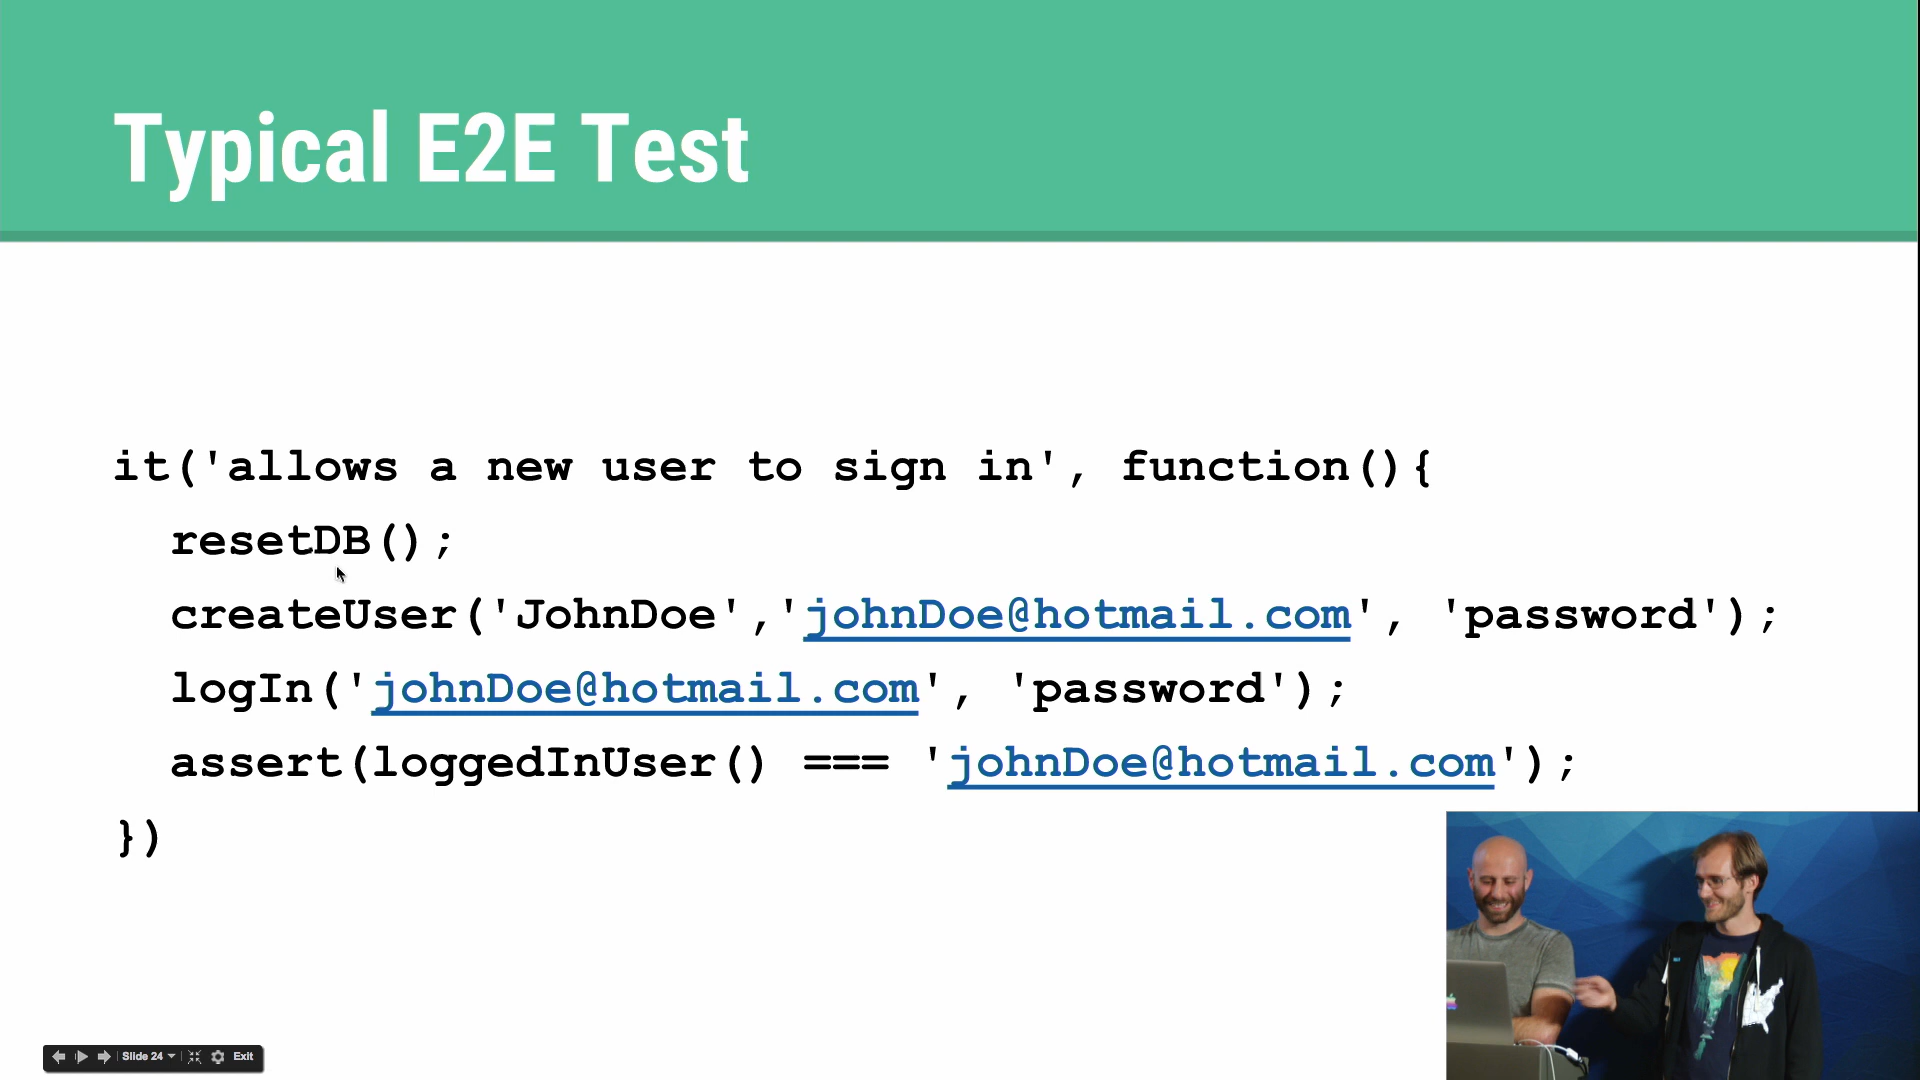 Typical E2E Test
it('allows a new user to sign in', function(){
resetDB();
createUser('JohnDoe','johnDoe@hotmail.com', 'password');
logIn('johnDoe@hotmail.com', 'password');
assert(loggedInUser() === 'johnDoe@hotmail.com');
})
Slide 24
Exit